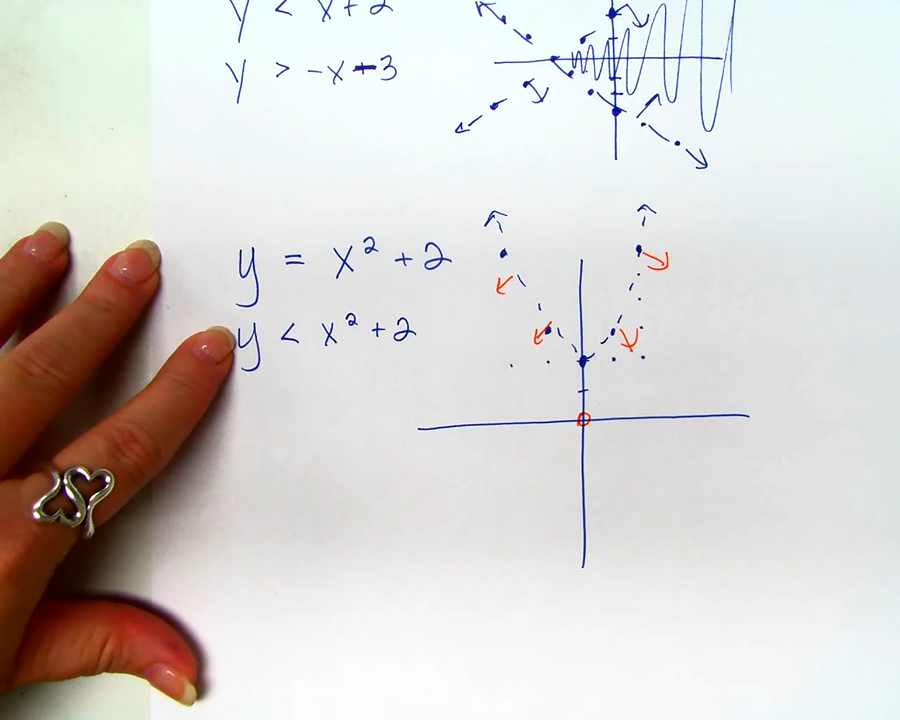 y < x + 2
y > -x - 3
y = x² + 2
y < x² + 2